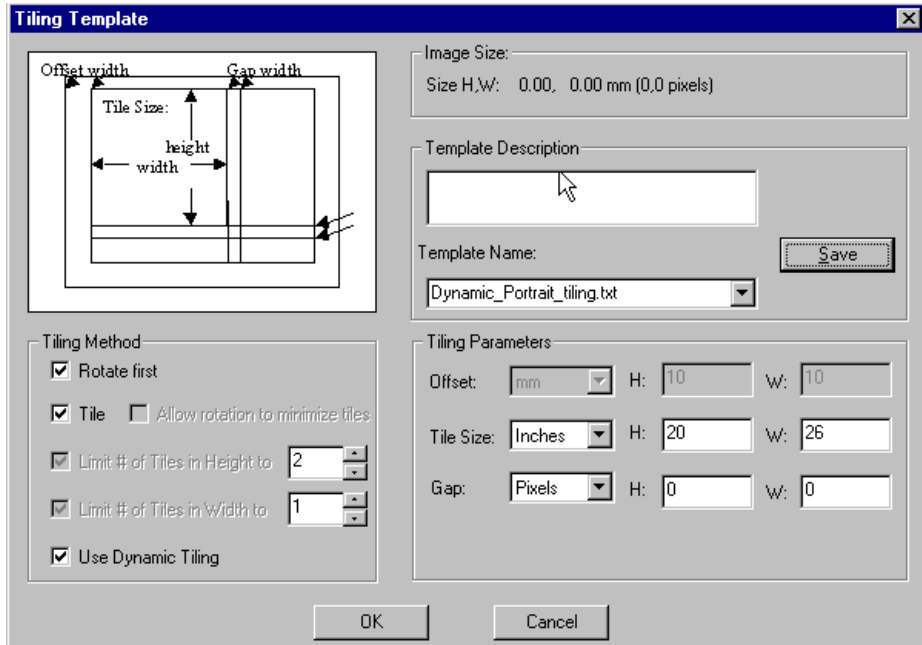 Tiling Template
Offset width
Gap width
Tile Size:
height
width
Image Size:
Size H,W: 0.00, 0.00 mm (0,0 pixels)
Template Description
Template Name:
Save
Dynamic_Portrait_tiling.txt
Tiling Method
Rotate first
Tile
Allow rotation to minimize tiles
Limit # of Tiles in Height to 2
Limit # of Tiles in Width to 1
Use Dynamic Tiling
Tiling Parameters
Offset: mm H: 10 W: 10
Tile Size: Inches H: 20 W: 26
Gap: Pixels H: 0 W: 0
OK
Cancel